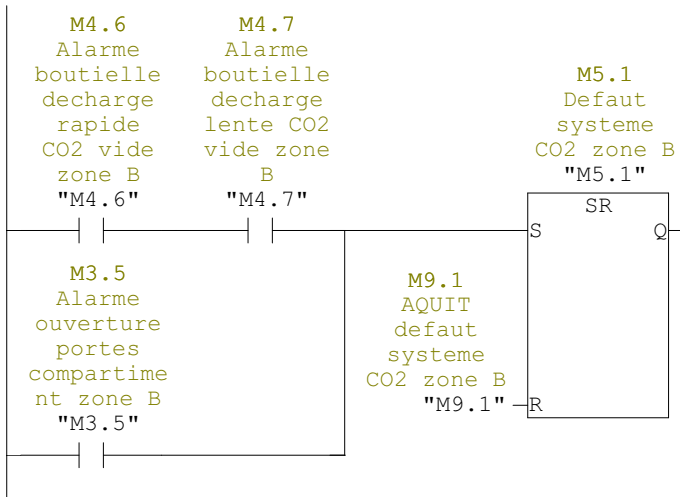 M4.6
Alarme
boutielle
decharge
rapide
CO2 vide
zone B
"M4.6"
M4.7
Alarme
boutielle
decharge
lente CO2
vide zone
B
"M4.7"
M5.1
Defaut
systeme
CO2 zone B
"M5.1"
SR
S
Q
M3.5
Alarme
ouverture
portes
compartime
nt zone B
"M3.5"
M9.1
AQUIT
defaut
systeme
CO2 zone B
"M9.1"
R